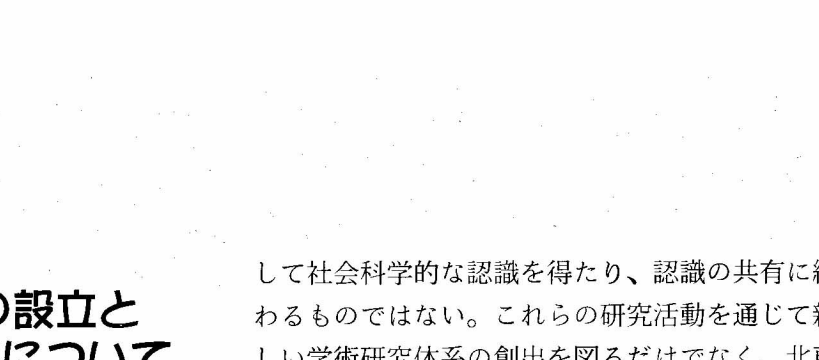 の設立と
について
して社会科学的な認識を得たり、認識の共有に終
わるものではない。これらの研究活動を通じて新
しい学術研究体系の創出を図るだけでなく、北東